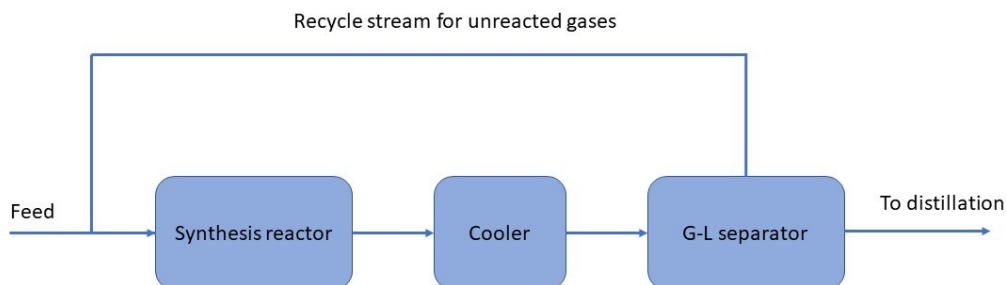 Recycle stream for unreacted gases
Feed
Synthesis reactor
Cooler
G-L separator
To distillation